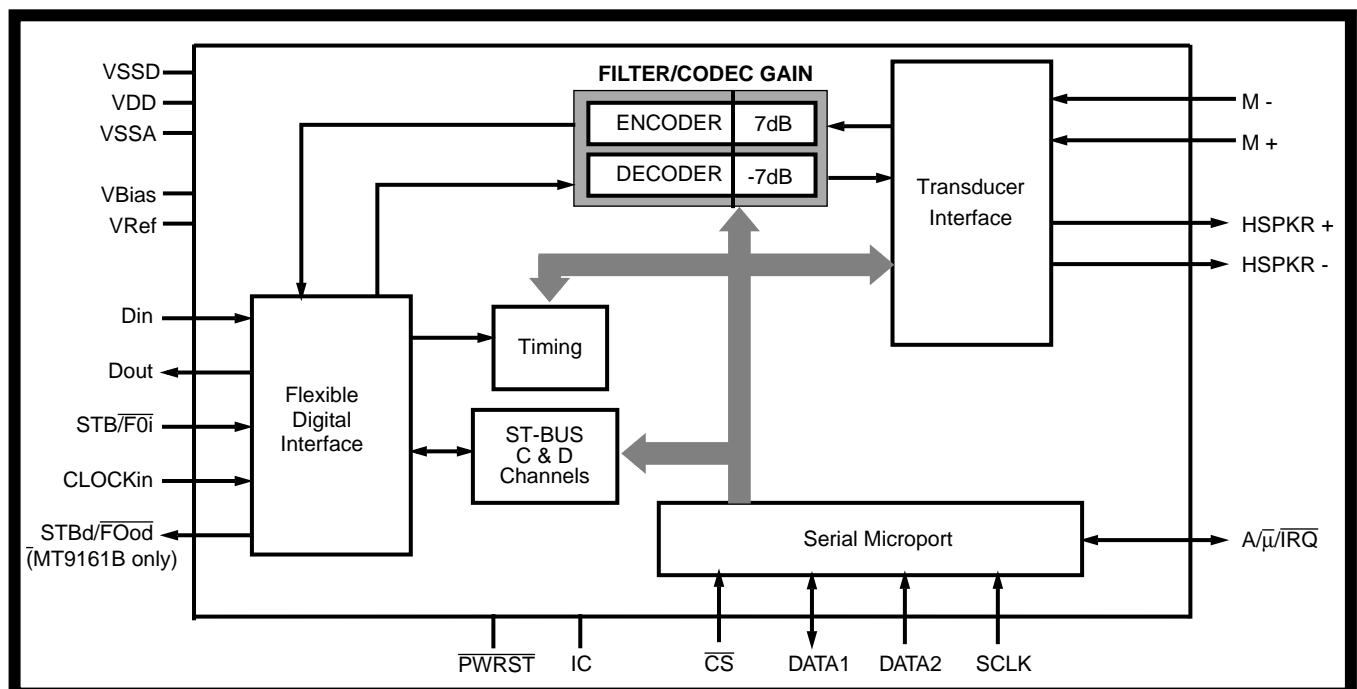 FILTER/CODEC GAIN
VSSD
VDD
VSSA
VBias
VRef
ENCODER 7dB
DECODER -7dB
Transducer
Interface
M -
M +
HSPKR +
HSPKR -
Din
Dout
STB/F0i
CLOCKin
STBd/FOod
(MT9161B only)
Flexible
Digital
Interface
Timing
ST-BUS
C & D
Channels
Serial Microport
A/μ/IRQ
PWRST
IC
CS
DATA1
DATA2
SCLK